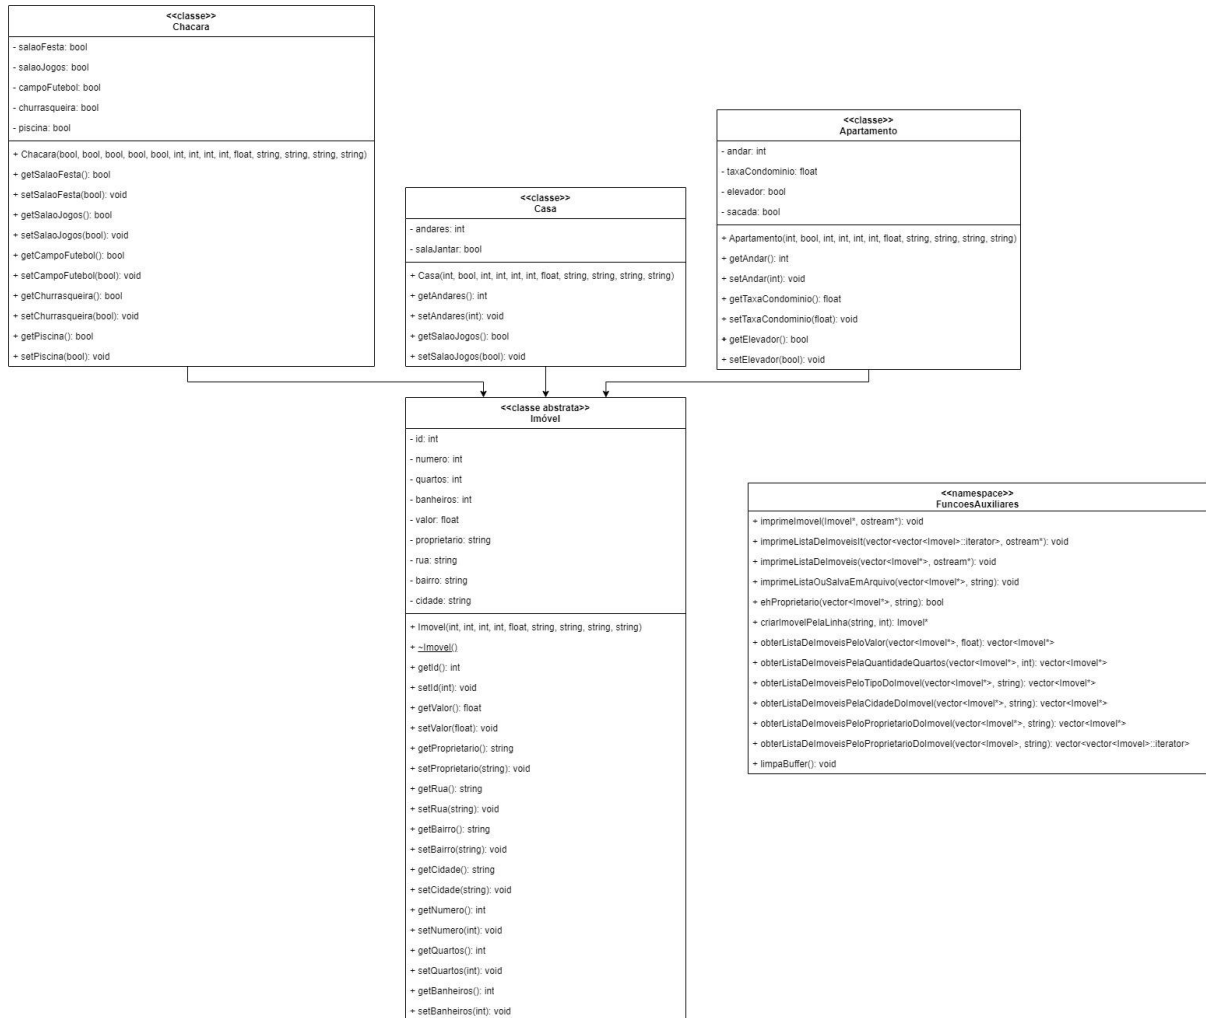 <<classe>>
Chacara
- salaoFesta: bool
- salaoJogos: bool
- campoFutebol: bool
- churrasqueira: bool
- piscina: bool
+ Chacara(bool, bool, bool, bool, bool, int, int, int, int, float, string, string, string, string)
+ getSalaoFesta(): bool
+ setSalaoFesta(bool): void
+ getSalaoJogos(): bool
+ setSalaoJogos(bool): void
+ getCampoFutebol(): bool
+ setCampoFutebol(bool): void
+ getChurrasqueira(): bool
+ setChurrasqueira(bool): void
+ getPiscina(): bool
+ setPiscina(bool): void
<<classe>>
Casa
- andares: int
- salaJantar: bool
+ Casa(int, bool, int, int, int, int, float, string, string, string, string)
+ getAndares(): int
+ setAndares(int): void
+ getSalaoJogos(): bool
+ setSalaoJogos(bool): void
<<classe>>
Apartamento
- andar: int
- taxaCondominio: float
- elevador: bool
- sacada: bool
+ Apartamento(int, bool, int, int, int, int, float, string, string, string, string)
+ getAndar(): int
+ setAndar(int): void
+ getTaxaCondominio(): float
+ setTaxaCondominio(float): void
+ getElevador(): bool
+ setElevador(bool): void
<<classe abstrata>>
Imóvel
- id: int
- numero: int
- quartos: int
- banheiros: int
- valor: float
- proprietario: string
- rua: string
- bairro: string
- cidade: string
+ Imovel(int, int, int, int, float, string, string, string, string)
+ ~Imovel()
+ getId(): int
+ setId(int): void
+ getValor(): float
+ setValor(float): void
+ getProprietario(): string
+ setProprietario(string): void
+ getRua(): string
+ setRua(string): void
+ getBairro(): string
+ setBairro(string): void
+ getCidade(): string
+ setCidade(string): void
+ getNumero(): int
+ setNumero(int): void
+ getQuartos(): int
+ setQuartos(int): void
+ getBanheiros(): int
+ setBanheiros(int): void
<<namespace>>
FuncoesAuxiliares
+ imprimeImovel(Imovel*, ostream*): void
+ imprimeListaDeImoveisIt(vector<vector<Imovel>::iterator>, ostream*): void
+ imprimeListaDeImoveis(vector<Imovel*>, ostream*): void
+ imprimeListaOuSalvaEmArquivo(vector<Imovel*>, string): void
+ ehProprietario(vector<Imovel*>, string): bool
+ criarImovelPelaLinha(string, int): Imovel*
+ obterListaDeImoveisPeloValor(vector<Imovel*>, float): vector<Imovel*>
+ obterListaDeImoveisPelaQuantidadeQuartos(vector<Imovel*>, int): vector<Imovel*>
+ obterListaDeImoveisPeloTipoDoImovel(vector<Imovel*>, string): vector<Imovel*>
+ obterListaDeImoveisPelaCidadeDoImovel(vector<Imovel*>, string): vector<Imovel*>
+ obterListaDeImoveisPeloProprietarioDoImovel(vector<Imovel*>, string): vector<Imovel*>
+ obterListaDeImoveisPeloProprietarioDoImovel(vector<Imovel>, string): vector<vector<Imovel>::iterator>
+ limpaBuffer(): void